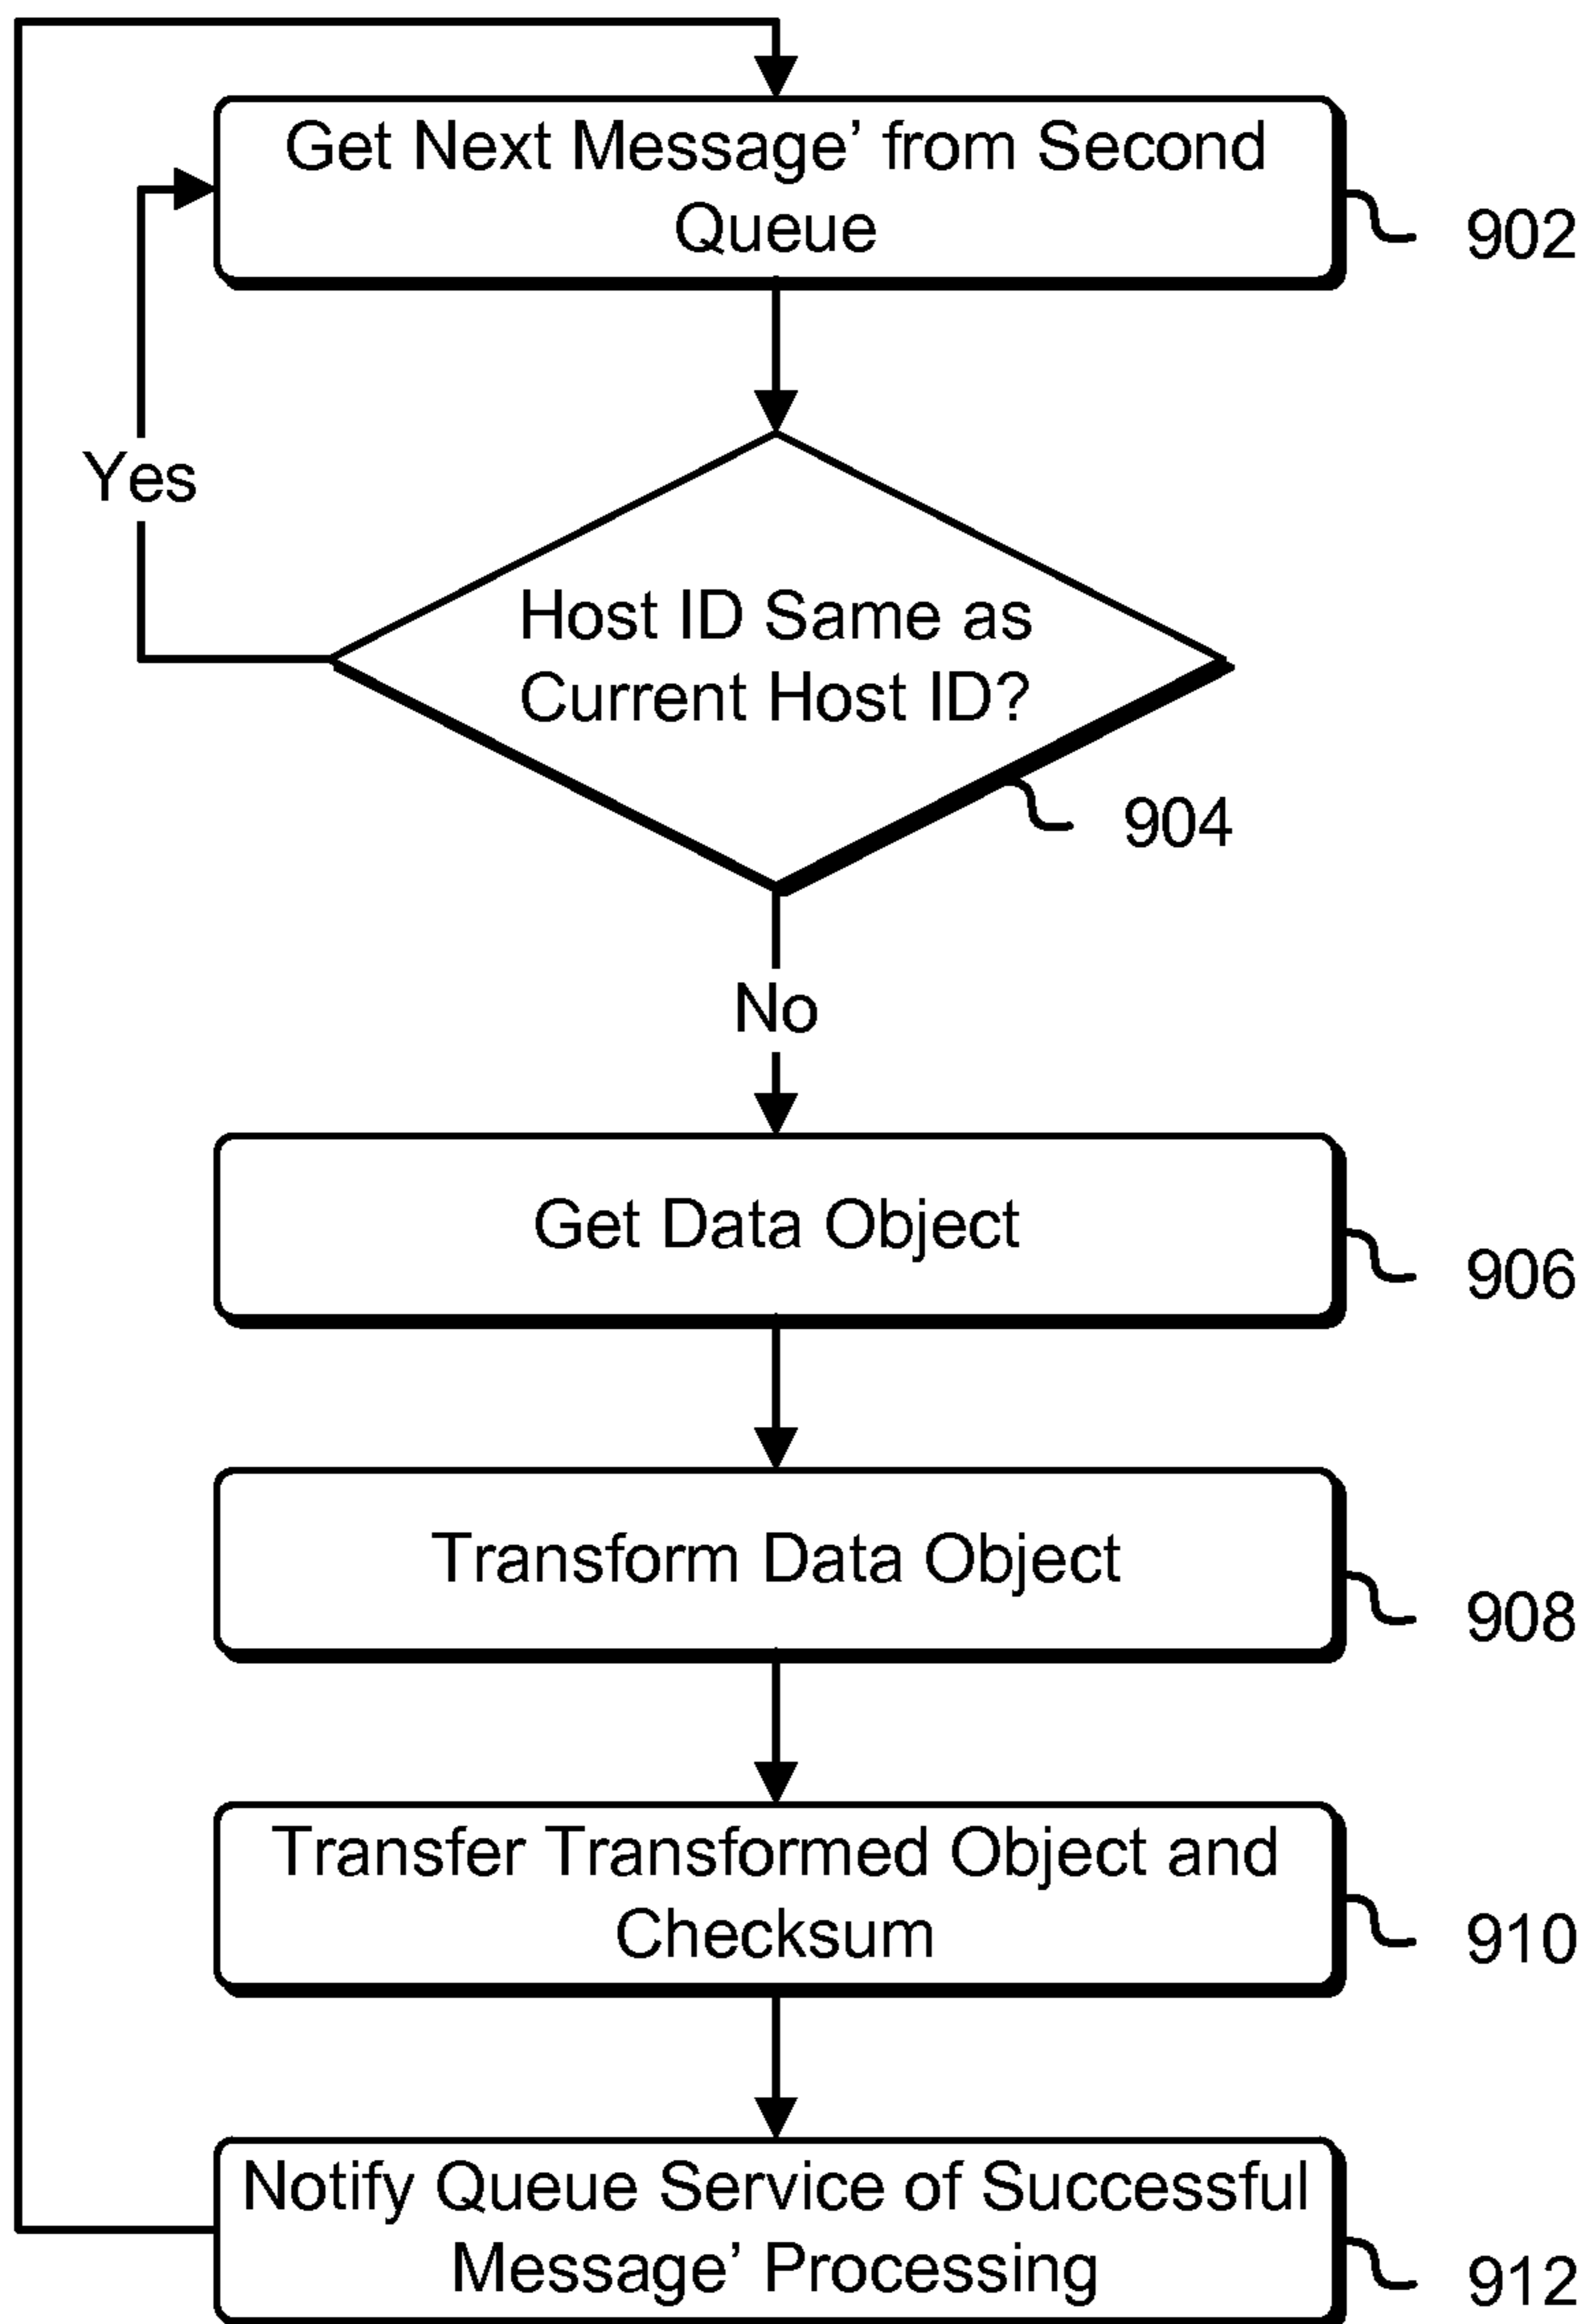 Get Next Message’ from Second
Queue
902
Yes
Host ID Same as
Current Host ID?
904
No
Get Data Object
906
Transform Data Object
908
Transfer Transformed Object and
Checksum
910
Notify Queue Service of Successful
Message’ Processing
912